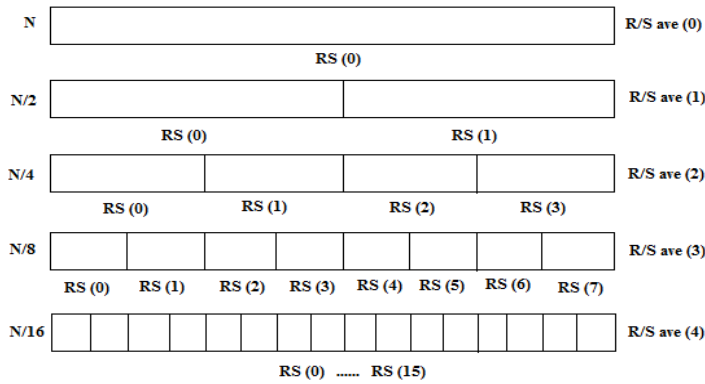 N R/S ave (0)
RS (0)
N/2 R/S ave (1)
RS (0) RS (1)
N/4 R/S ave (2)
RS (0) RS (1) RS (2) RS (3)
N/8 R/S ave (3)
RS (0) RS (1) RS (2) RS (3) RS (4) RS (5) RS (6) RS (7)
N/16 R/S ave (4)
RS (0) ...... RS (15)